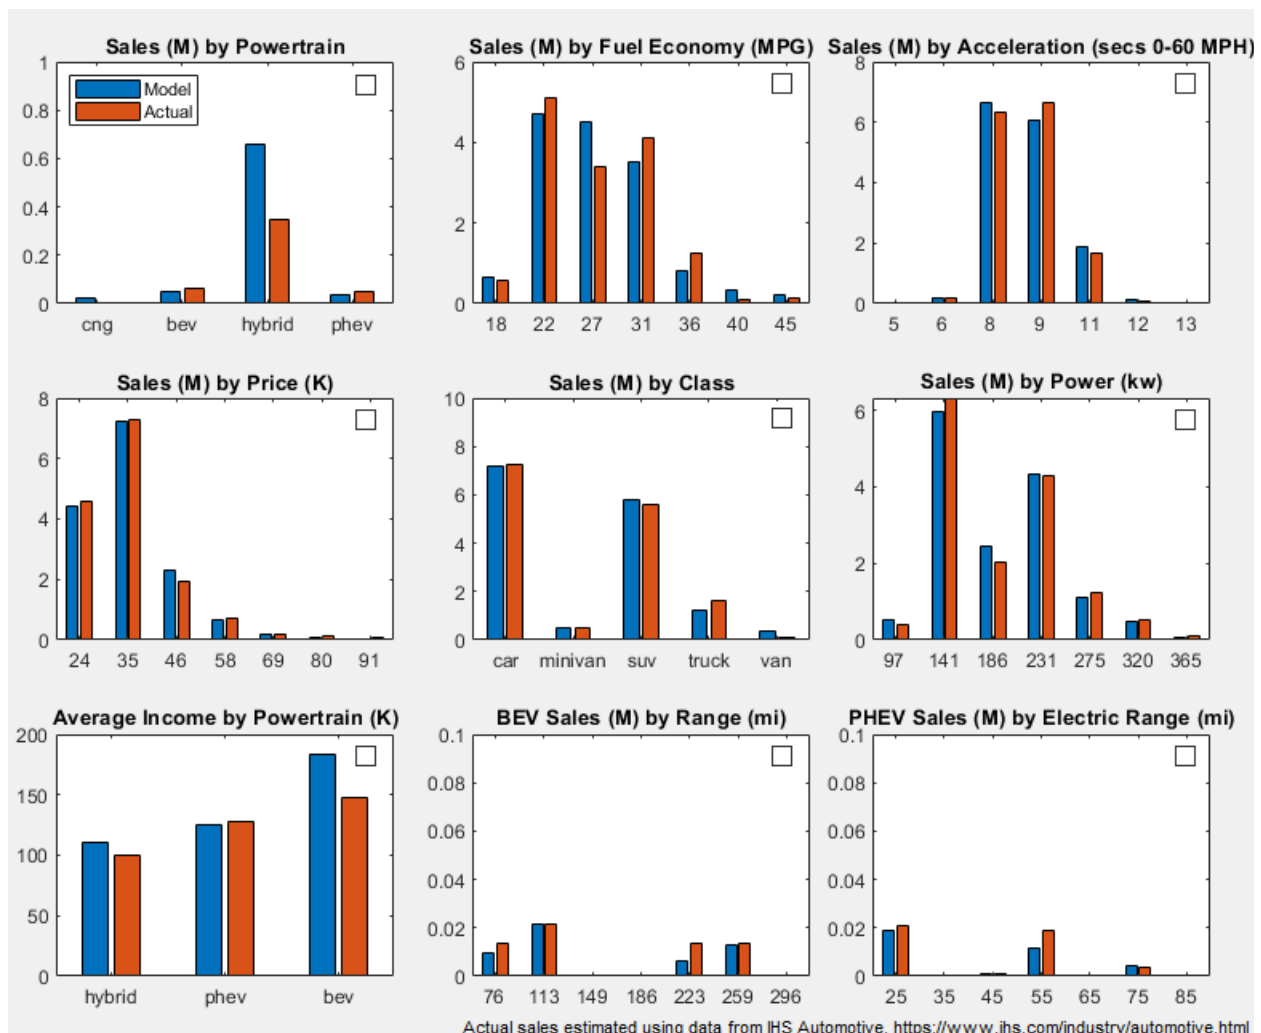 Sales (M) by Powertrain
1
0.8
0.6
0.4
0.2
0
Model
Actual
cng bev hybrid phev
Sales (M) by Fuel Economy (MPG)
6
4
2
0
18 22 27 31 36 40 45
Sales (M) by Acceleration (secs 0-60 MPH)
8
6
4
2
0
5 6 8 9 11 12 13
Sales (M) by Price (K)
8
6
4
2
0
24 35 46 58 69 80 91
Sales (M) by Class
10
8
6
4
2
0
car minivan suv truck van
Sales (M) by Power (kw)
6
4
2
0
97 141 186 231 275 320 365
Average Income by Powertrain (K)
200
150
100
50
0
hybrid phev bev
BEV Sales (M) by Range (mi)
0.1
0.08
0.06
0.04
0.02
0
76 113 149 186 223 259 296
PHEV Sales (M) by Electric Range (mi)
0.1
0.08
0.06
0.04
0.02
0
25 35 45 55 65 75 85
Actual sales estimated using data from IHS Automotive, https://www.ihs.com/industry/automotive.html